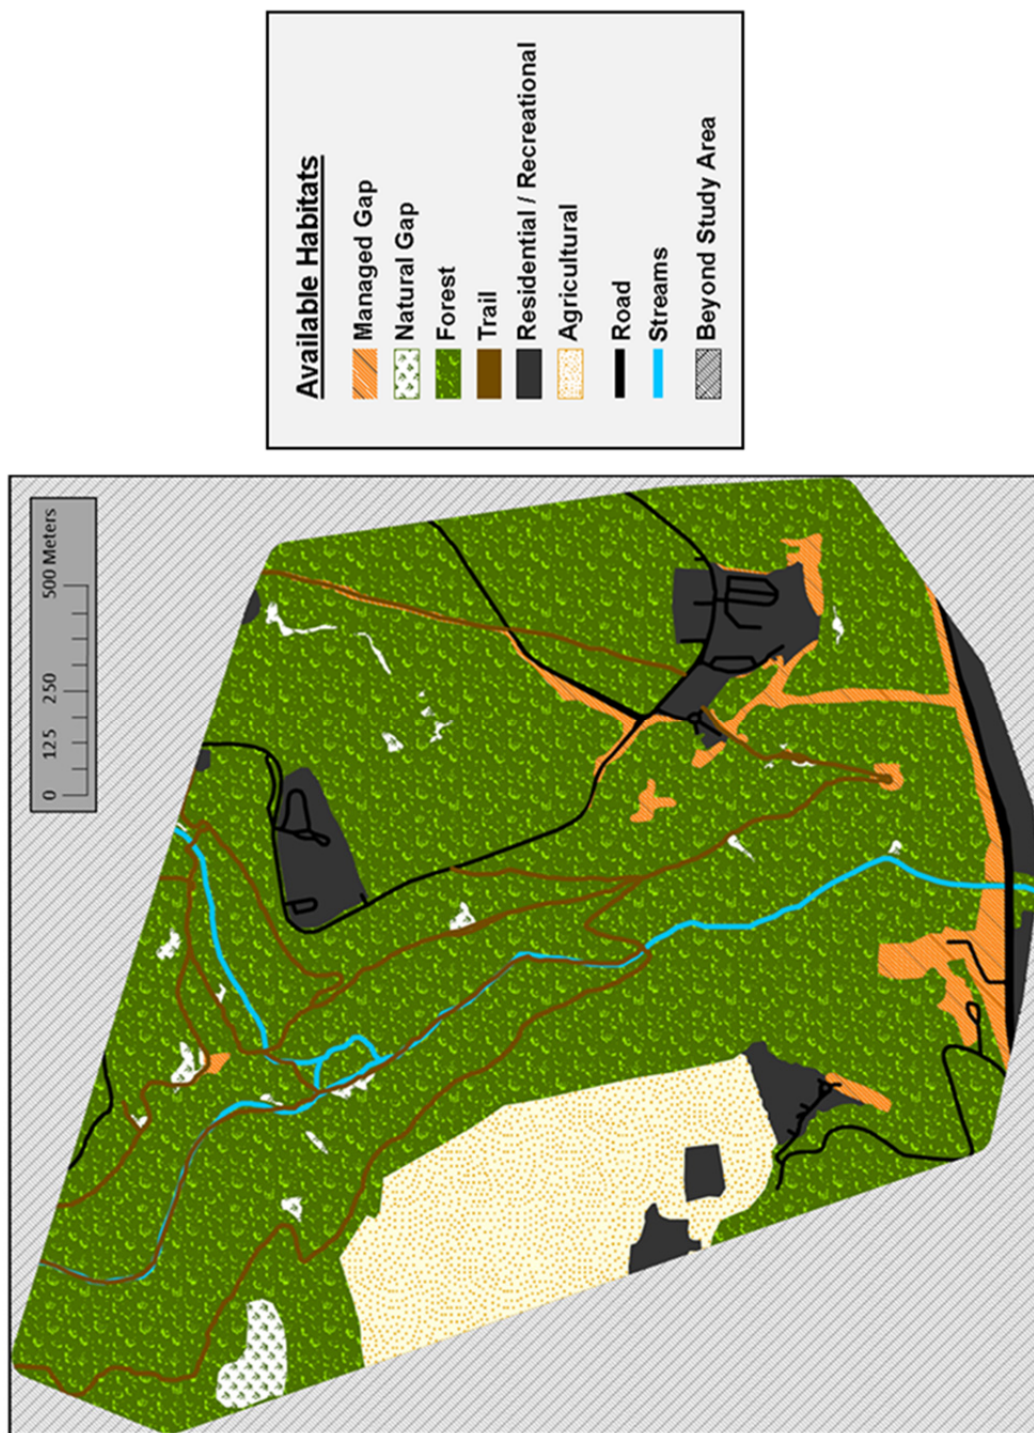 Available Habitats
Managed Gap
Natural Gap
Forest
Trail
Residential / Recreational
Agricultural
Road
Streams
Beyond Study Area
0 125 250 500 Meters